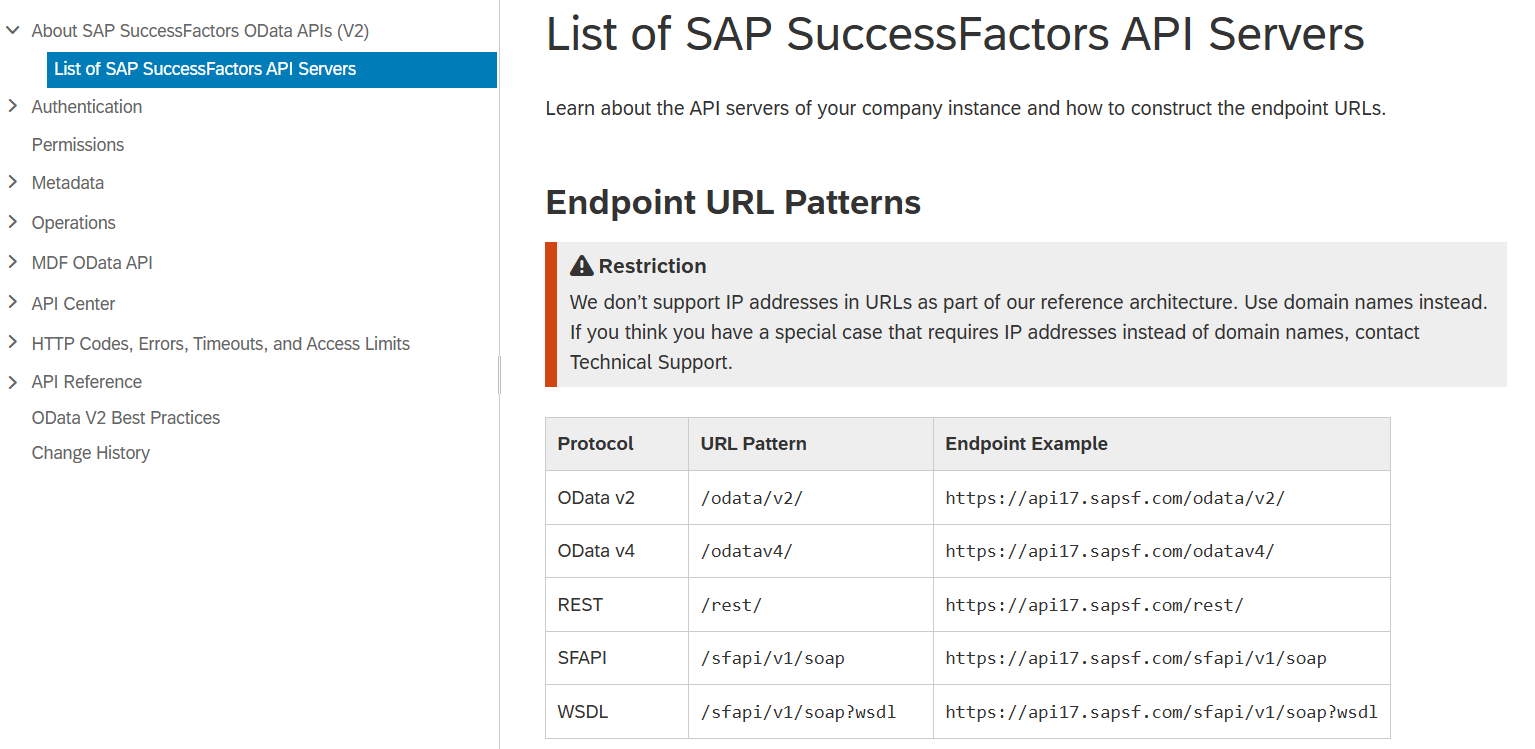 About SAP SuccessFactors OData APIs (V2)
List of SAP SuccessFactors API Servers
Authentication
Permissions
Metadata
Operations
MDF OData API
API Center
HTTP Codes, Errors, Timeouts, and Access Limits
API Reference
OData V2 Best Practices
Change History
List of SAP SuccessFactors API Servers
Learn about the API servers of your company instance and how to construct the endpoint URLs.
Endpoint URL Patterns
Restriction
We don’t support IP addresses in URLs as part of our reference architecture. Use domain names instead.
If you think you have a special case that requires IP addresses instead of domain names, contact
Technical Support.
Protocol URL Pattern Endpoint Example
OData v2 /odata/v2/ https://api17.sapsf.com/odata/v2/
OData v4 /odatav4/ https://api17.sapsf.com/odatav4/
REST /rest/ https://api17.sapsf.com/rest/
SFAPI /sfapi/v1/soap https://api17.sapsf.com/sfapi/v1/soap
WSDL /sfapi/v1/soap?wsdl https://api17.sapsf.com/sfapi/v1/soap?wsdl